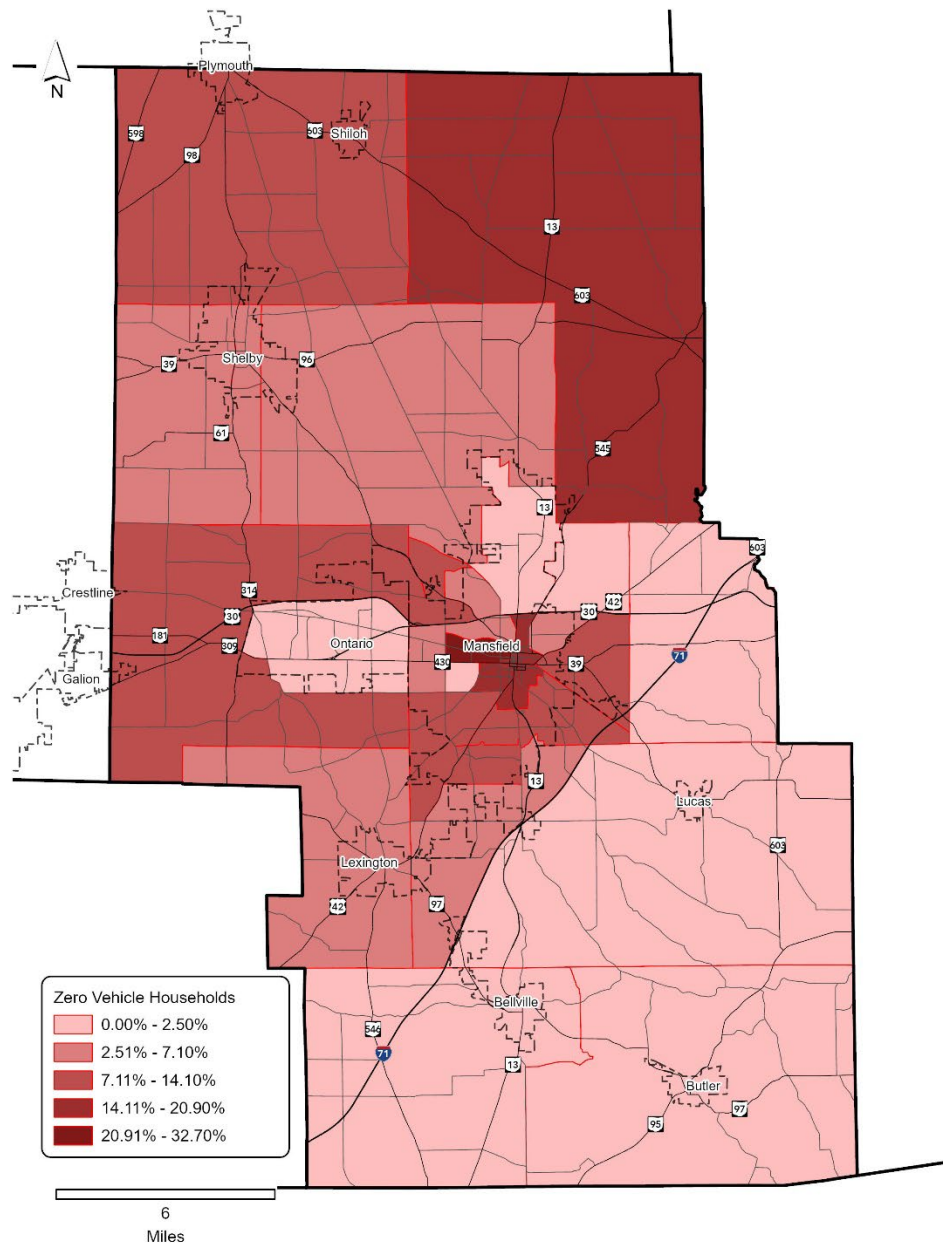 Plymouth
N
598
603
Shiloh
98
13
603
Shelby
39
96
61
545
13
603
Crestline
314
42
30
30
181
Ontario
Mansfield
309
430
39
71
Galion
13
Lucas
603
Lexington
42
97
Bellville
546
71
13
Butler
97
95
Zero Vehicle Households
0.00% - 2.50%
2.51% - 7.10%
7.11% - 14.10%
14.11% - 20.90%
20.91% - 32.70%
6
Miles